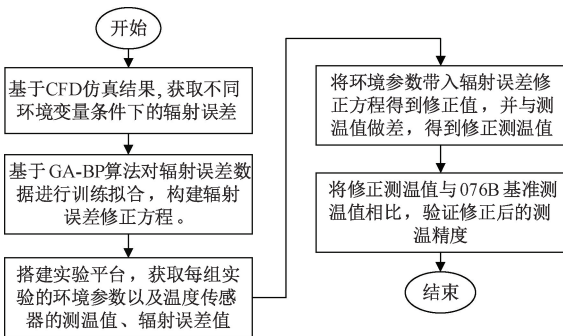 开始
基于CFD仿真结果,获取不同
环境变量条件下的辐射误差
基于GA-BP算法对辐射误差数
据进行训练拟合，构建辐射
误差修正方程。
搭建实验平台，获取每组实
验的环境参数以及温度传感
器的测温值、辐射误差值
将环境参数带入辐射误差修
正方程得到修正值，并与测
温值做差，得到修正测温值
将修正测温值与076B基准测
温值相比，验证修正后的测
温精度
结束